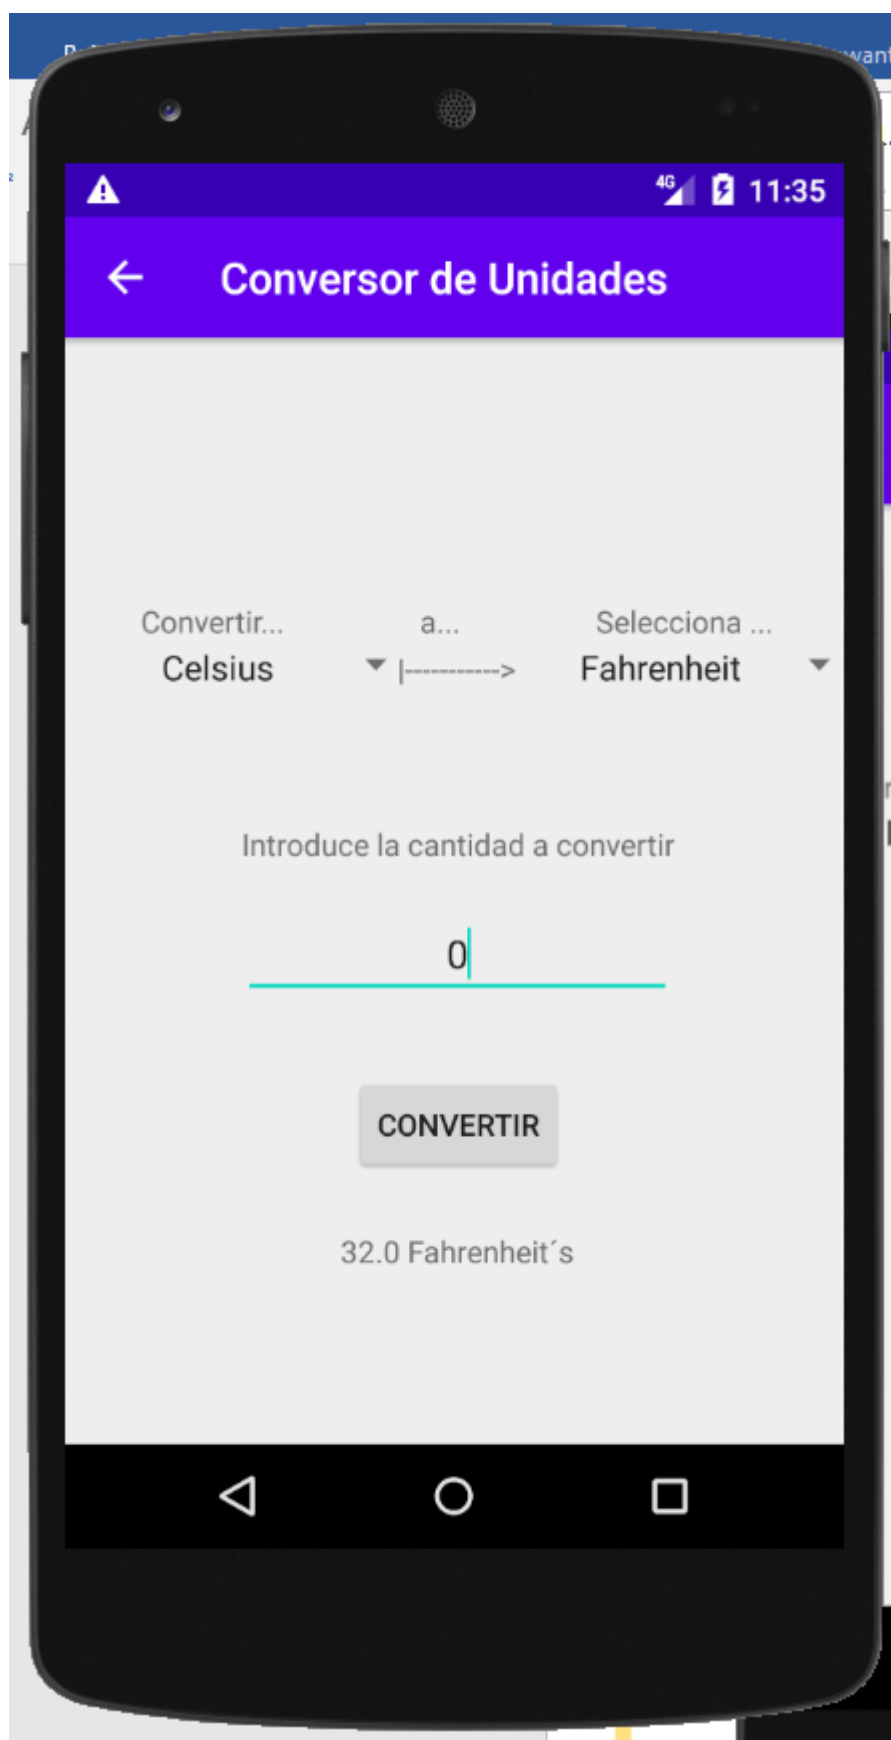 want
4G 11:35
Conversor de Unidades
Convertir... a... Selecciona ...
Celsius |-----------> Fahrenheit
Introduce la cantidad a convertir
0
CONVERTIR
32.0 Fahrenheit´s